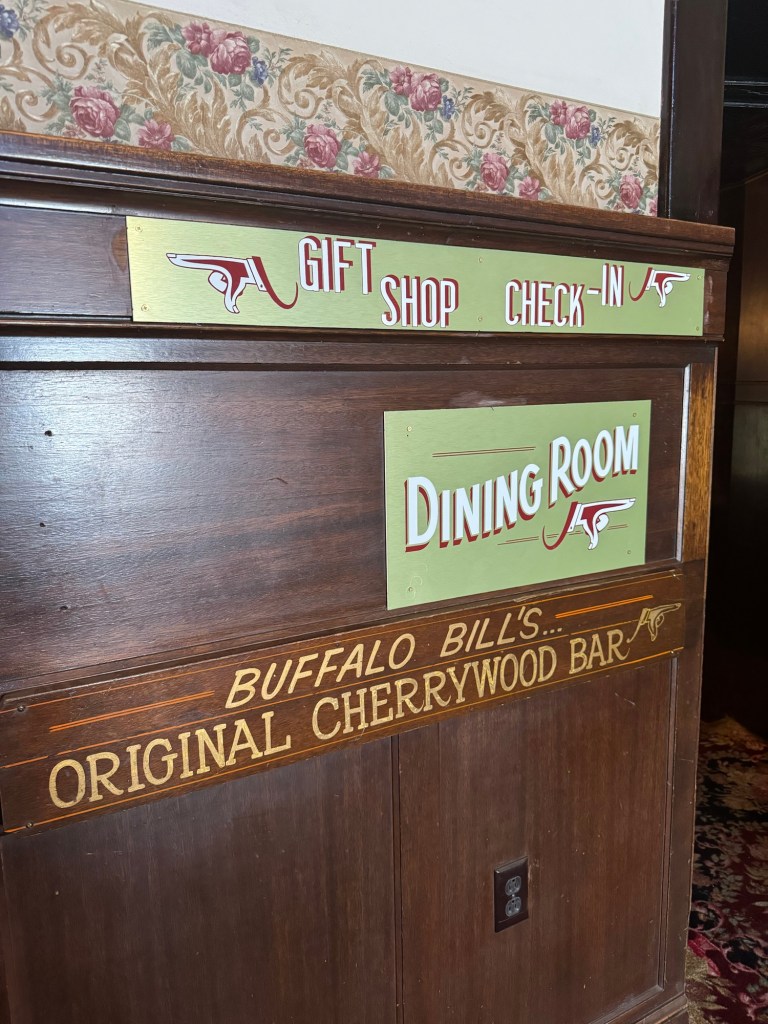 GIFT SHOP CHECK-IN
DINING ROOM
BUFFALO BILL'S...
ORIGINAL CHERRYWOOD BAR